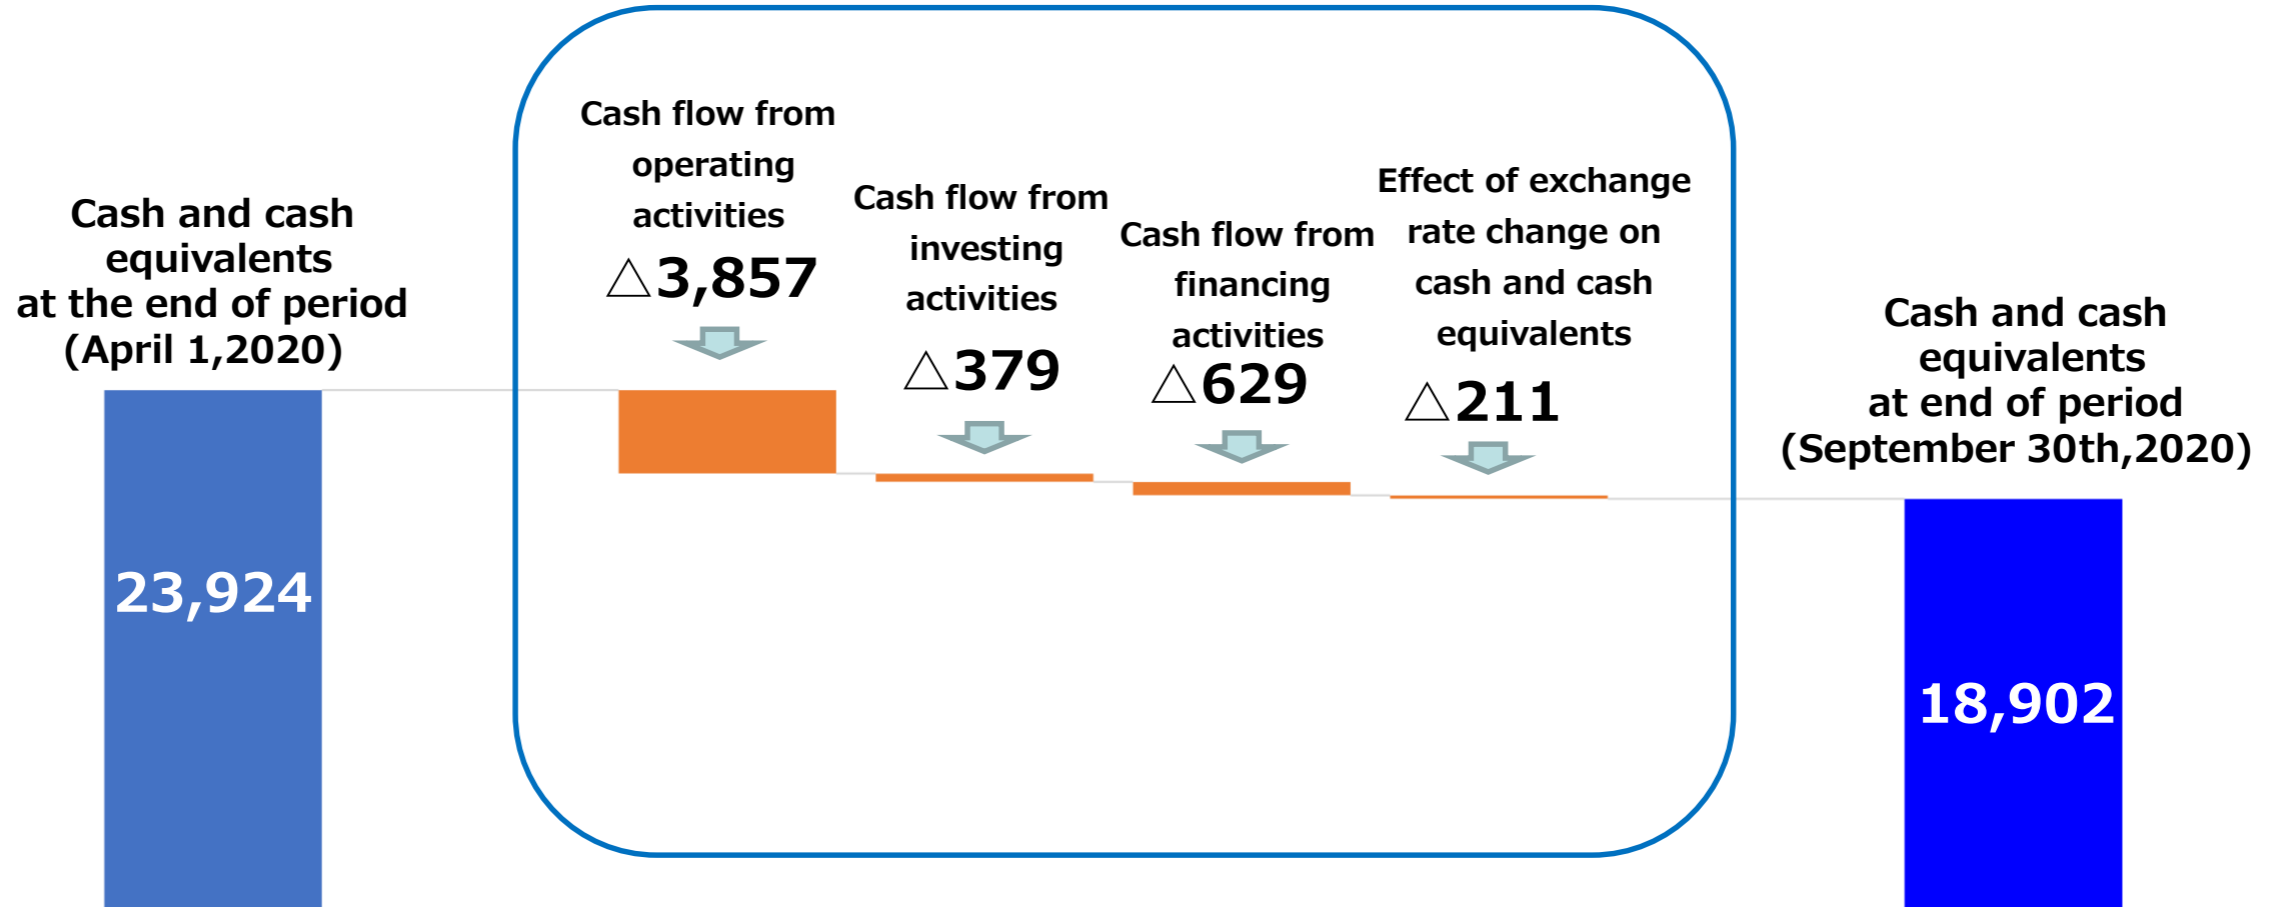 Cash and cash
equivalents
at the end of period
(April 1,2020)
23,924
Cash flow from
operating
activities
△3,857
Cash flow from
investing
activities
△379
Cash flow from
financing
activities
△629
Effect of exchange
rate change on
cash and cash
equivalents
△211
Cash and cash
equivalents
at end of period
(September 30th,2020)
18,902